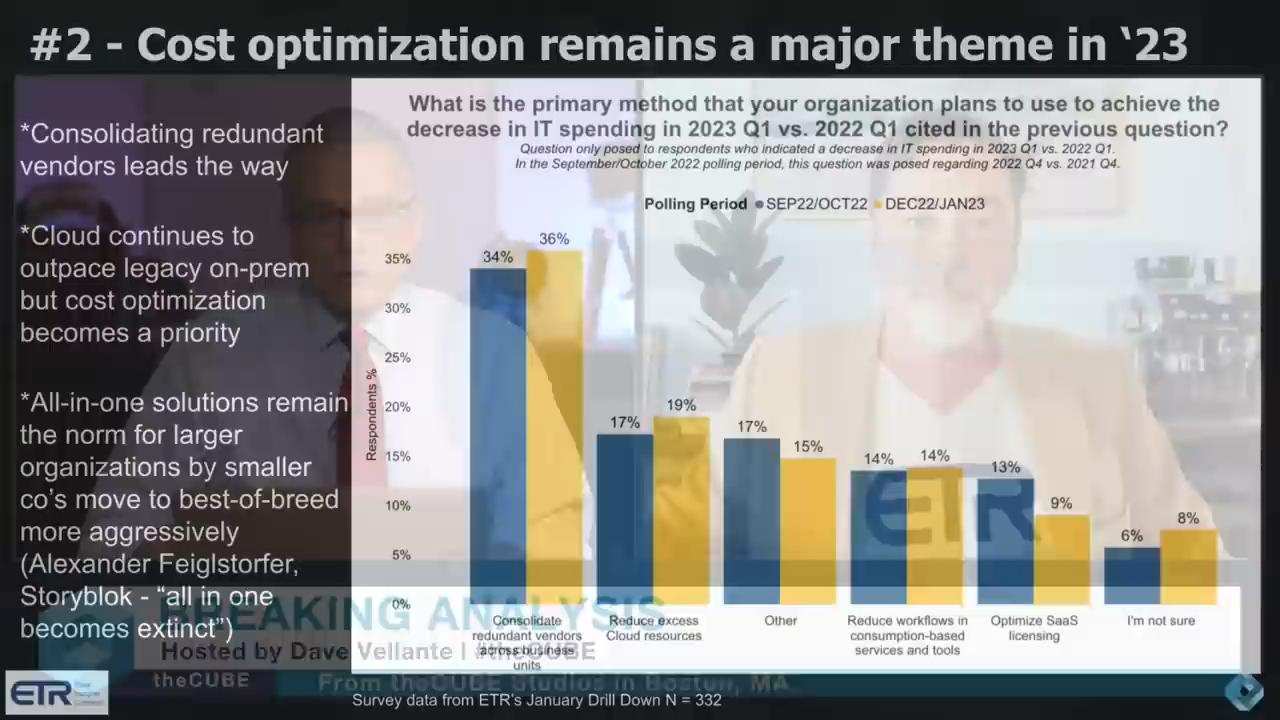 #2 - Cost optimization remains a major theme in ‘23
*Consolidating redundant
vendors leads the way
*Cloud continues to
outpace legacy on-prem
but cost optimization
becomes a priority
*All-in-one solutions remain
the norm for larger
organizations by smaller
co’s move to best-of-breed
more aggressively
(Alexander Feiglstorfer,
Storyblok - “all in one
becomes extinct”)
What is the primary method that your organization plans to use to achieve the
decrease in IT spending in 2023 Q1 vs. 2022 Q1 cited in the previous question?
Question only posed to respondents who indicated a decrease in IT spending in 2023 Q1 vs. 2022 Q1.
In the September/October 2022 polling period, this question was posed regarding 2022 Q4 vs. 2021 Q4.
Polling Period SEP22/OCT22 DEC22/JAN23
Respondents %
35%
30%
25%
20%
15%
10%
5%
0%
34% 36%
17% 19%
17% 15%
14% 14%
13% 9%
6% 8%
Consolidate
redundant vendors
across business
units
Reduce excess
Cloud resources
Other
Reduce workflows in
consumption-based
services and tools
Optimize SaaS
licensing
I'm not sure
ETR
BREAKING ANALYSIS
Hosted by Dave Vellante | #theCUBE
theCUBE
From theCUBE Studios in Boston, MA
ETR
Survey data from ETR's January Drill Down N = 332